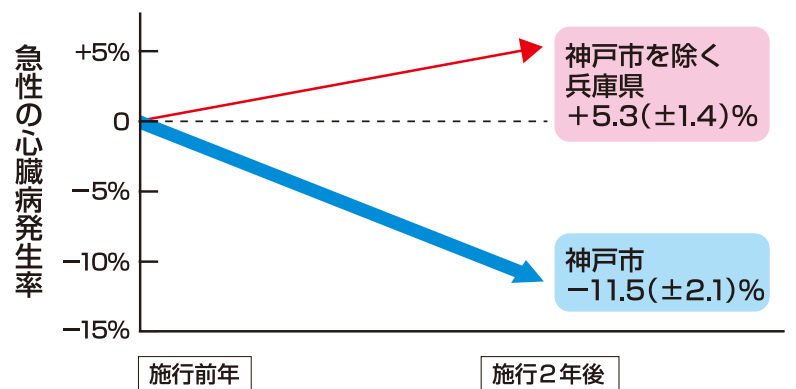 急性の心臓病発生率
+5%
0
−5%
−10%
−15%
神戸市を除く
兵庫県
+5.3(±1.4)%
神戸市
−11.5(±2.1)%
施行前年
施行2年後